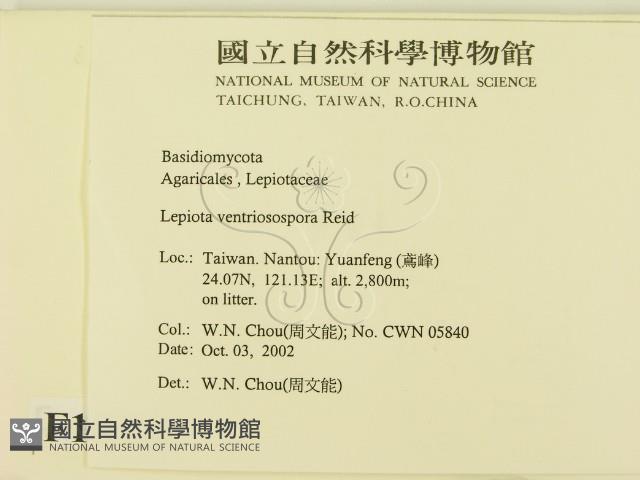 國立自然科學博物館
NATIONAL MUSEUM OF NATURAL SCIENCE
TAICHUNG, TAIWAN, R.O.CHINA
Basidiomycota
Agaricales , Lepiotaceae
Lepiota ventriosospora Reid
Loc.: Taiwan. Nantou: Yuanfeng (鳶峰)
24.07N, 121.13E; alt. 2,800m;
on litter.
Col.: W.N. Chou(周文能); No. CWN 05840
Date: Oct. 03, 2002
Det.: W.N. Chou(周文能)
F1
國立自然科學博物館
NATIONAL MUSEUM OF NATURAL SCIENCE